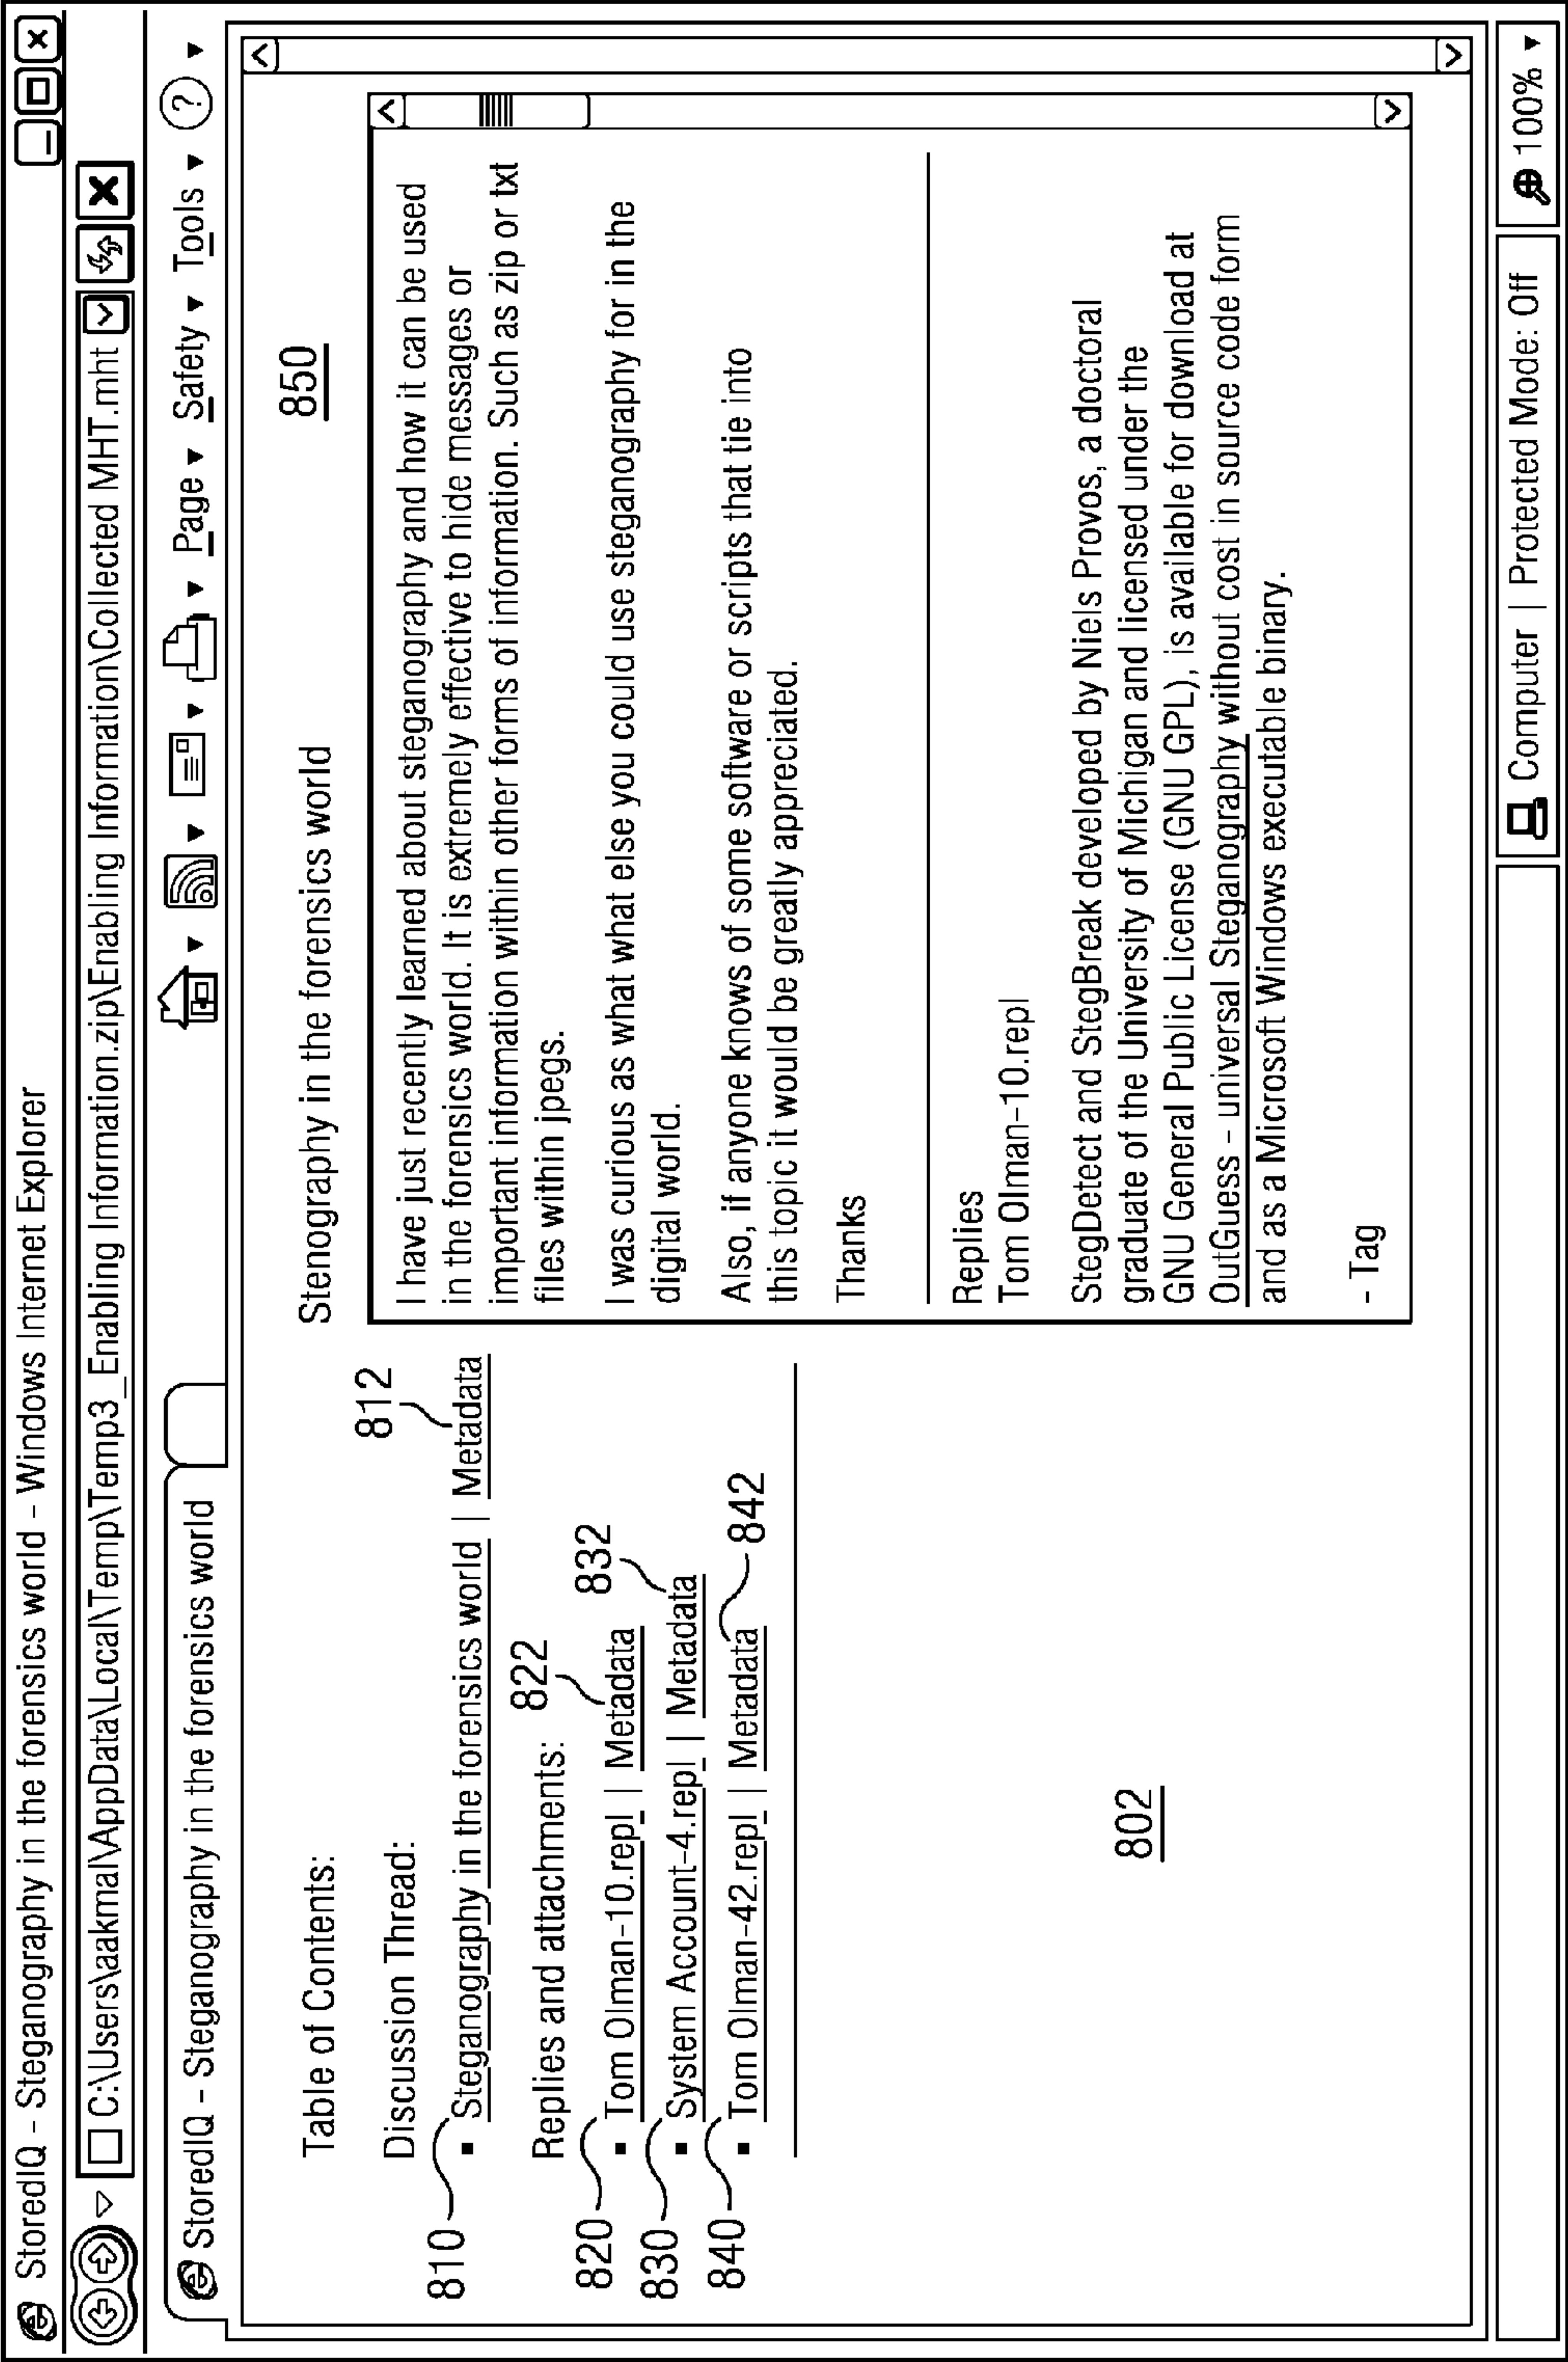 StoredIQ - Steganography in the forensics world - Windows Internet Explorer
C:\Users\aakmal\AppData\Local\Temp\Temp3_Enabling Information.zip\Enabling Information\Collected MHT.mht
StoredIQ - Steganography in the forensics world
Page Safety Tools ?
Table of Contents:
Discussion Thread:
810
▪ Steganography in the forensics world | Metadata
812
Replies and attachments:
822
820
▪ Tom Olman-10.repl | Metadata
832
830
▪ System Account-4.repl | Metadata
842
840
▪ Tom Olman-42.repl | Metadata
802
Stenography in the forensics world
850
I have just recently learned about steganography and how it can be used
in the forensics world. It is extremely effective to hide messages or
important information within other forms of information. Such as zip or txt
files within jpegs.
I was curious as what what else you could use steganography for in the
digital world.
Also, if anyone knows of some software or scripts that tie into
this topic it would be greatly appreciated.
Thanks
Replies
Tom Olman-10.repl
StegDetect and StegBreak developed by Niels Provos, a doctoral
graduate of the University of Michigan and licensed under the
GNU General Public License (GNU GPL), is available for download at
OutGuess - universal Steganography without cost in source code form
and as a Microsoft Windows executable binary.
- Tag
Computer | Protected Mode: Off
100%